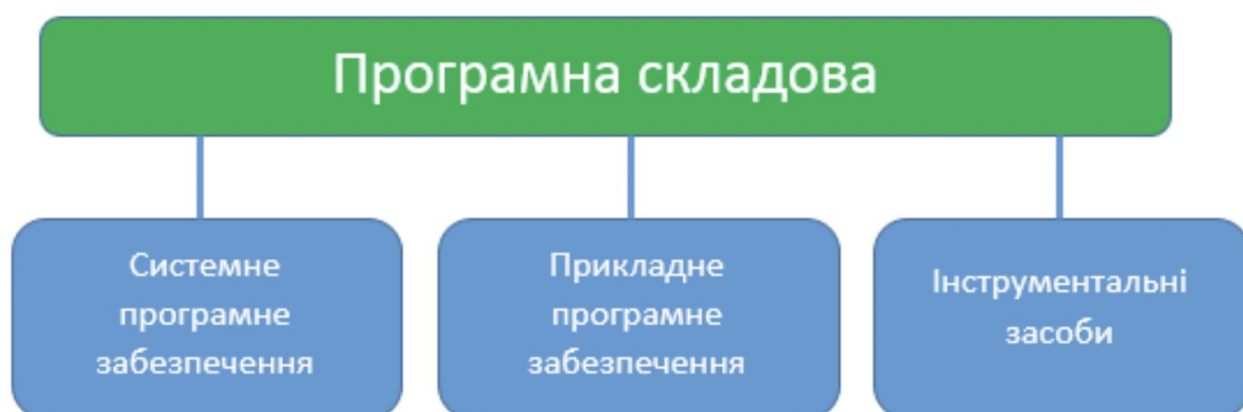 Програмна складова
Системне
програмне
забезпечення
Прикладне
програмне
забезпечення
Інструментальні
засоби